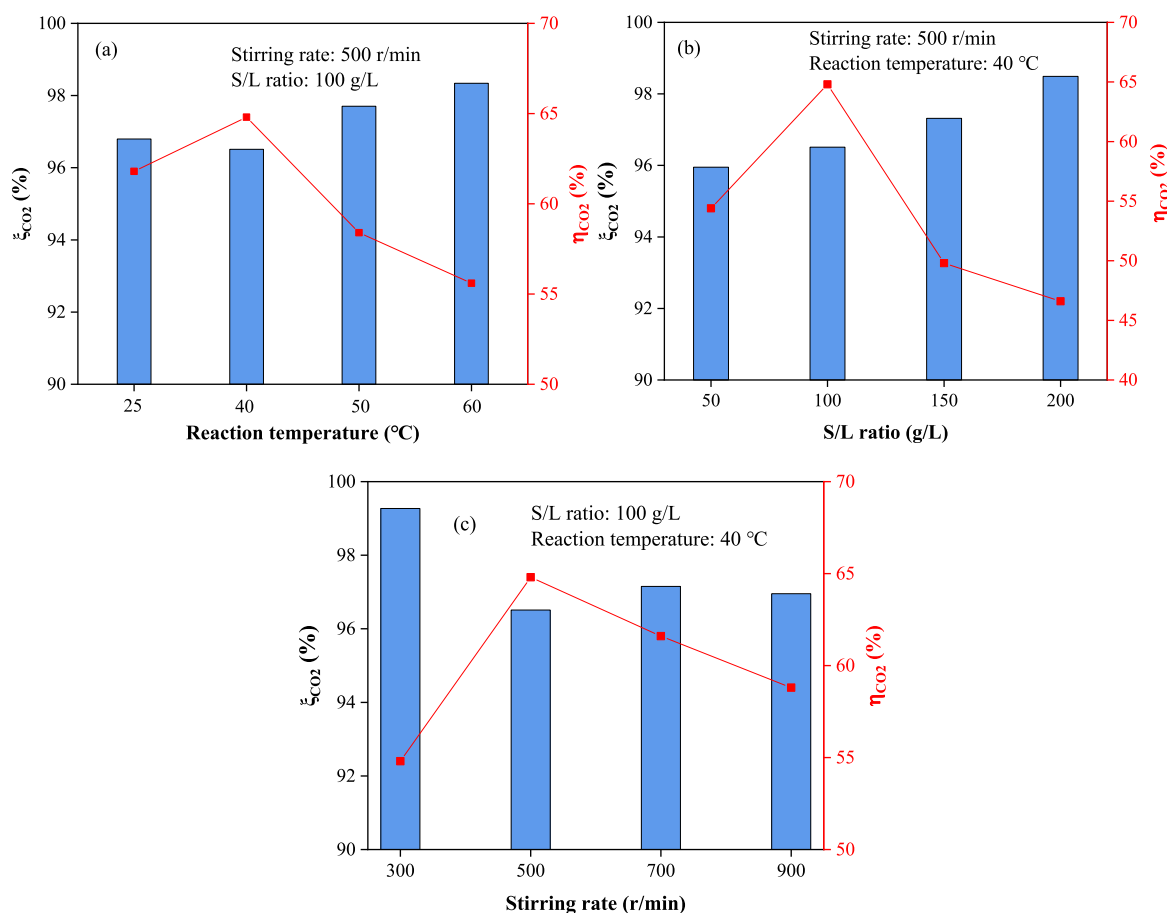 (a)
Stirring rate: 500 r/min
S/L ratio: 100 g/L
100
98
96
94
92
90
ξCO2 (%)
70
65
60
55
50
ηCO2 (%)
25 40 50 60
Reaction temperature (℃)
(b)
Stirring rate: 500 r/min
Reaction temperature: 40 ℃
100
98
96
94
92
90
ξCO2 (%)
70
65
60
55
50
45
40
ηCO2 (%)
50 100 150 200
S/L ratio (g/L)
(c)
S/L ratio: 100 g/L
Reaction temperature: 40 ℃
100
98
96
94
92
90
ξCO2 (%)
70
65
60
55
50
ηCO2 (%)
300 500 700 900
Stirring rate (r/min)